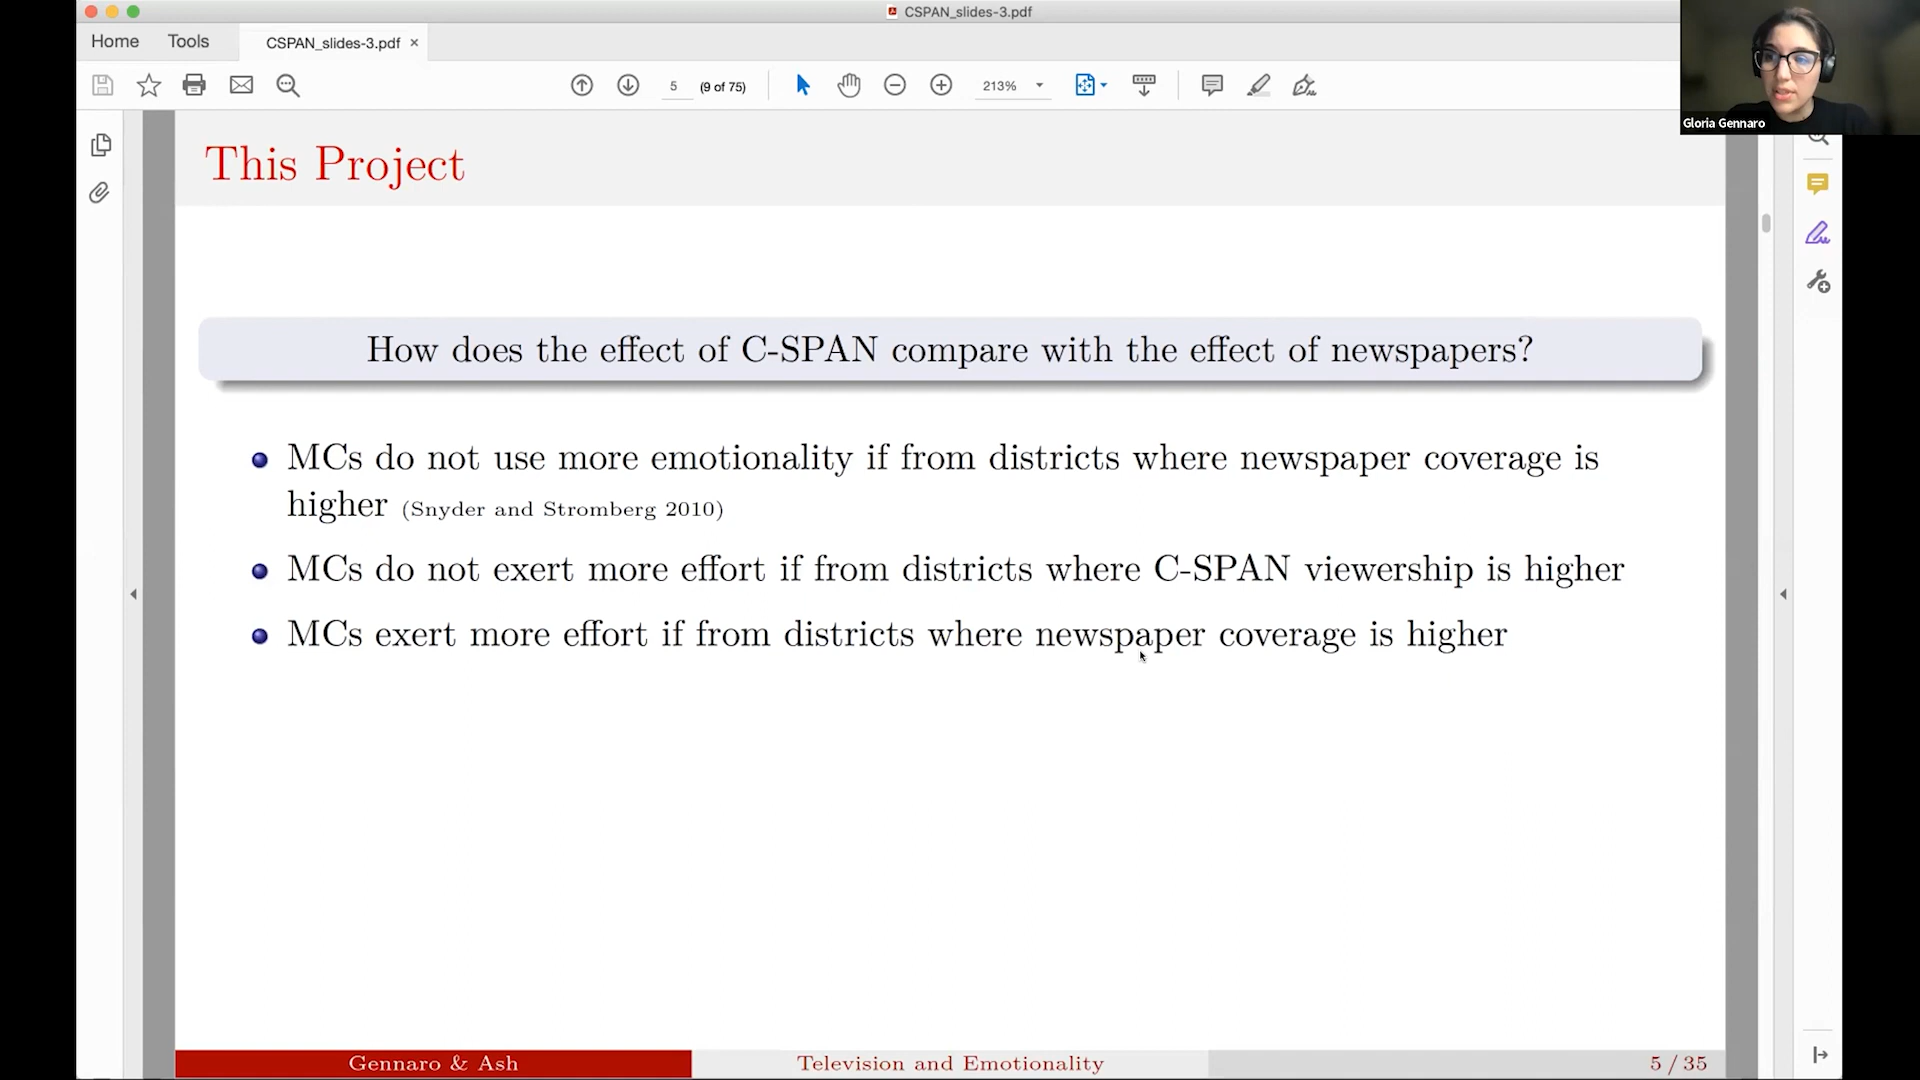 CSPAN_slides-3.pdf
Home Tools CSPAN_slides-3.pdf ×
5 (9 of 75) 213%
Gloria Gennaro
This Project
How does the effect of C-SPAN compare with the effect of newspapers?
MCs do not use more emotionality if from districts where newspaper coverage is
higher (Snyder and Stromberg 2010)
MCs do not exert more effort if from districts where C-SPAN viewership is higher
MCs exert more effort if from districts where newspaper coverage is higher
Gennaro & Ash Television and Emotionality 5 / 35